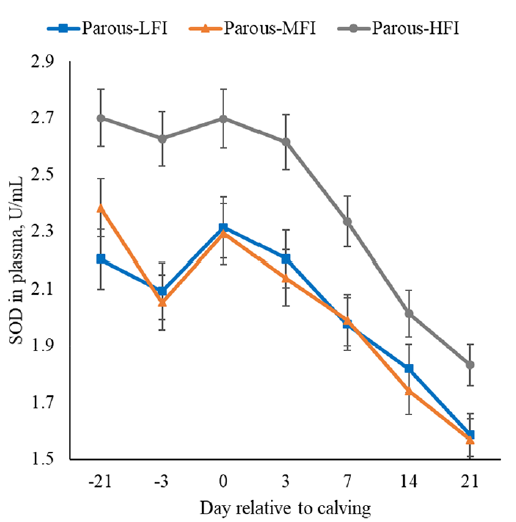 Parous-LFI Parous-MFI Parous-HFI
2.9
2.7
2.5
2.3
2.1
1.9
1.7
1.5
SOD in plasma, U/mL
-21 -3 0 3 7 14 21
Day relative to calving